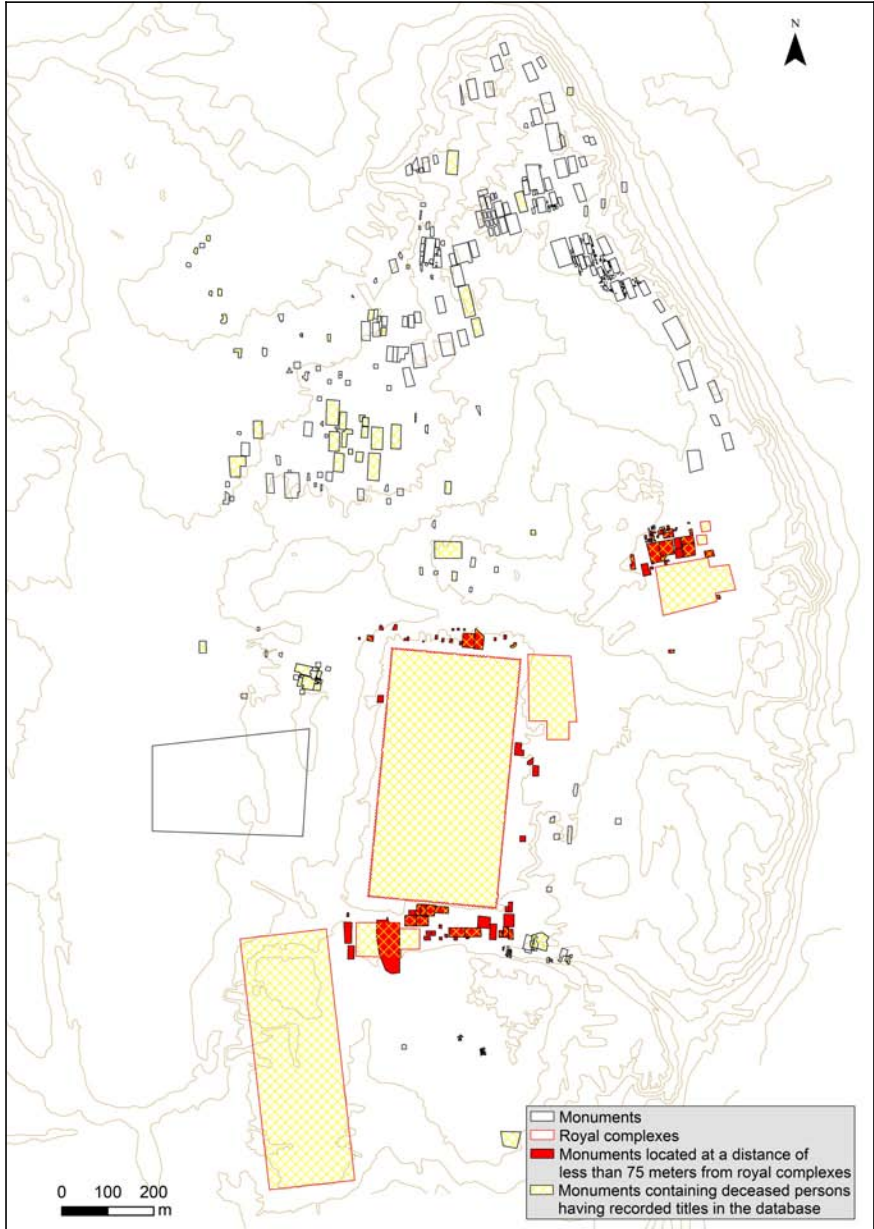 N
Monuments
Royal complexes
Monuments located at a distance of
less than 75 meters from royal complexes
Monuments containing deceased persons
having recorded titles in the database
0 100 200
m